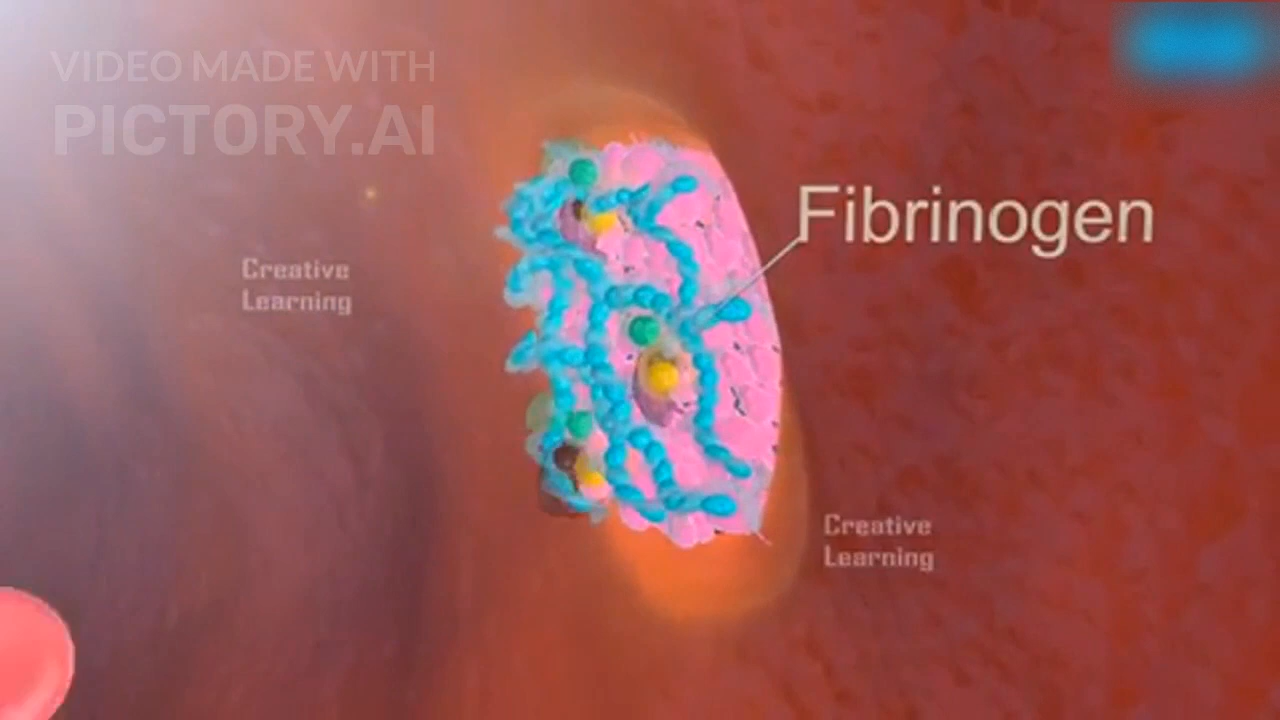 VIDEO MADE WITH
PICTORY.AI
Fibrinogen
Creative
Learning
Creative
Learning